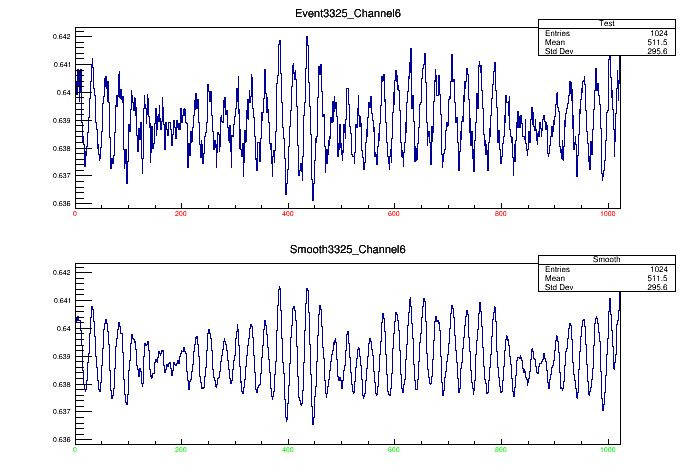 Event3325_Channel6
Test
Entries 1024
Mean 511.5
Std Dev 295.6
0.642
0.641
0.64
0.639
0.638
0.637
0.636
0 200 400 600 800 1000
Smooth3325_Channel6
Smooth
Entries 1024
Mean 511.5
Std Dev 295.6
0.642
0.641
0.64
0.639
0.638
0.637
0.636
0 200 400 600 800 1000